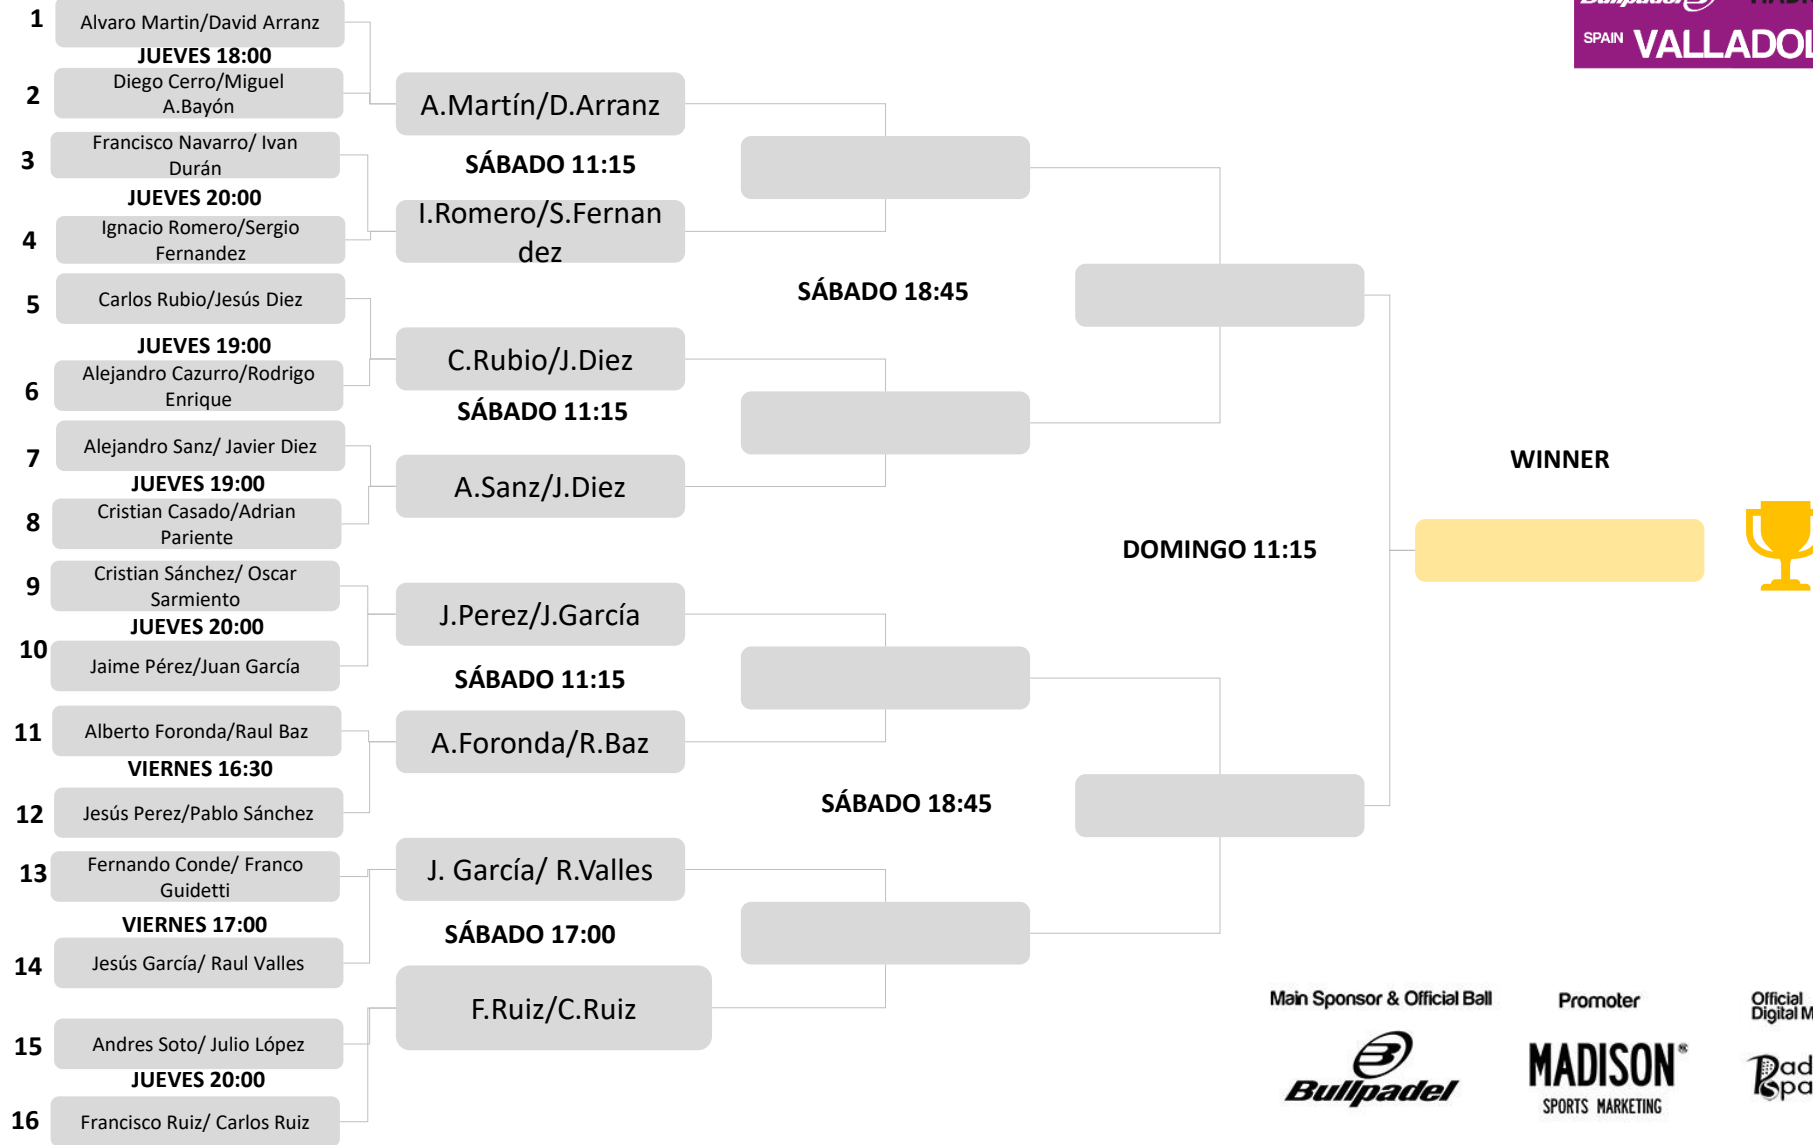 SPAIN
1
Alvaro Martin/David Arranz
JUEVES 18:00
2
Diego Cerro/Miguel
A.Bayón
3
Francisco Navarro/ Ivan
Durán
JUEVES 20:00
4
Ignacio Romero/Sergio
Fernandez
5
Carlos Rubio/Jesús Diez
JUEVES 19:00
6
Alejandro Cazurro/Rodrigo
Enrique
7
Alejandro Sanz/ Javier Diez
JUEVES 19:00
8
Cristian Casado/Adrian
Pariente
9
Cristian Sánchez/ Oscar
Sarmiento
JUEVES 20:00
10
Jaime Pérez/Juan García
11
Alberto Foronda/Raul Baz
VIERNES 16:30
12
Jesús Perez/Pablo Sánchez
13
Fernando Conde/ Franco
Guidetti
VIERNES 17:00
14
Jesús García/ Raul Valles
15
Andres Soto/ Julio López
JUEVES 20:00
16
Francisco Ruiz/ Carlos Ruiz
A.Martín/D.Arranz
SÁBADO 11:15
I.Romero/S.Fernan
dez
C.Rubio/J.Diez
SÁBADO 11:15
A.Sanz/J.Diez
J.Perez/J.García
SÁBADO 11:15
A.Foronda/R.Baz
J. García/ R.Valles
SÁBADO 17:00
F.Ruiz/C.Ruiz
SÁBADO 18:45
SÁBADO 18:45
DOMINGO 11:15
WINNER
Main Sponsor & Official Ball
Bullpadel
Promoter
MADISON®
SPORTS MARKETING
Official
Digital